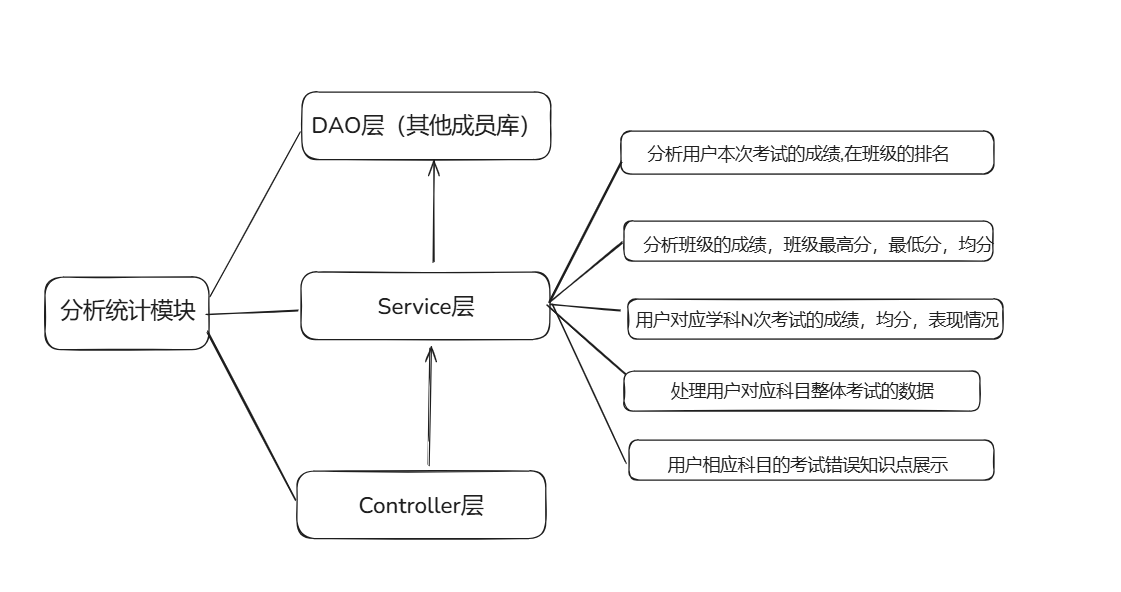 DAO层（其他成员库）
分析用户本次考试的成绩,在班级的排名
分析班级的成绩，班级最高分，最低分，均分
分析统计模块
Service层
用户对应学科N次考试的成绩，均分，表现情况
处理用户对应科目整体考试的数据
用户相应科目的考试错误知识点展示
Controller层